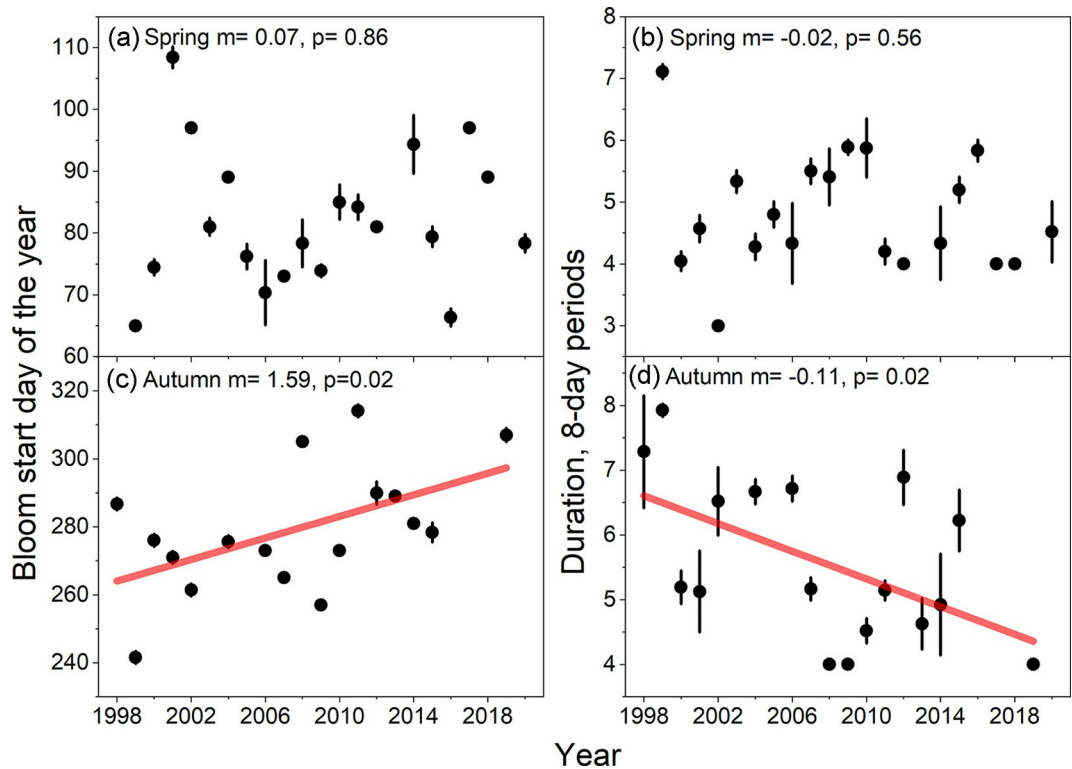 (a) Spring m= 0.07, p= 0.86
(b) Spring m= -0.02, p= 0.56
(c) Autumn m= 1.59, p=0.02
(d) Autumn m= -0.11, p= 0.02
Bloom start day of the year
110
100
90
80
70
60
320
300
280
260
240
Duration, 8-day periods
8
7
6
5
4
3
8
7
6
5
4
1998 2002 2006 2010 2014 2018
1998 2002 2006 2010 2014 2018
Year